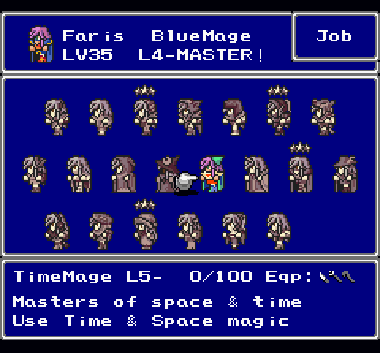 Faris BlueMage
Job
LV35 L4-MASTER!
TimeMage L5- 0/100 Eqp:
Masters of space & time
Use Time & Space magic